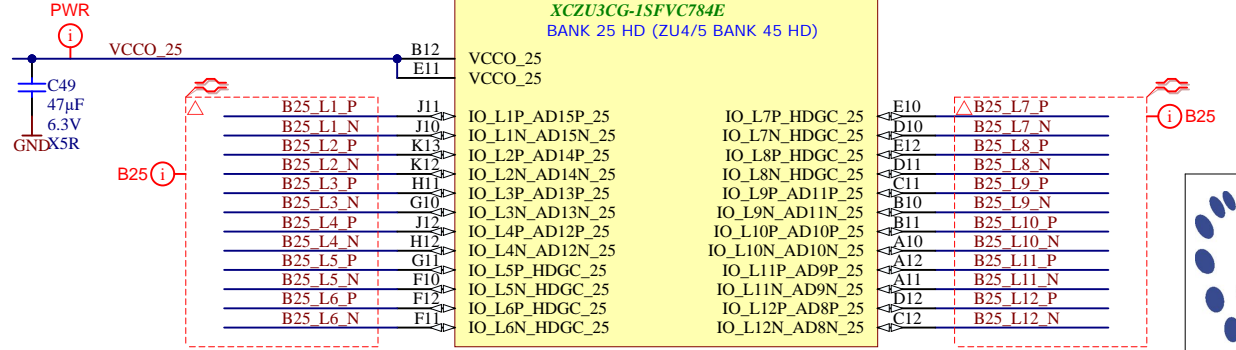 XCZU3CG-1SFVC784E
PWR
BANK 25 HD (ZU4/5 BANK 45 HD)
i
VCCO_25 B12 VCCO_25
E11 VCCO_25
C49
47µF
6.3V
X5R
GND
B25_L1_P J11 IO_L1P_AD15P_25 IO_L7P_HDGC_25 E10 B25_L7_P
i B25
B25_L1_N J10 IO_L1N_AD15N_25 IO_L7N_HDGC_25 D10 B25_L7_N
B25_L2_P K13 IO_L2P_AD14P_25 IO_L8P_HDGC_25 E12 B25_L8_P
B25 i
B25_L2_N K12 IO_L2N_AD14N_25 IO_L8N_HDGC_25 D11 B25_L8_N
B25_L3_P H11 IO_L3P_AD13P_25 IO_L9P_AD11P_25 C11 B25_L9_P
B25_L3_N G10 IO_L3N_AD13N_25 IO_L9N_AD11N_25 B10 B25_L9_N
B25_L4_P J12 IO_L4P_AD12P_25 IO_L10P_AD10P_25 B11 B25_L10_P
B25_L4_N H12 IO_L4N_AD12N_25 IO_L10N_AD10N_25 A10 B25_L10_N
B25_L5_P G11 IO_L5P_HDGC_25 IO_L11P_AD9P_25 A12 B25_L11_P
B25_L5_N F10 IO_L5N_HDGC_25 IO_L11N_AD9N_25 A11 B25_L11_N
B25_L6_P F12 IO_L6P_HDGC_25 IO_L12P_AD8P_25 D12 B25_L12_P
B25_L6_N F11 IO_L6N_HDGC_25 IO_L12N_AD8N_25 C12 B25_L12_N